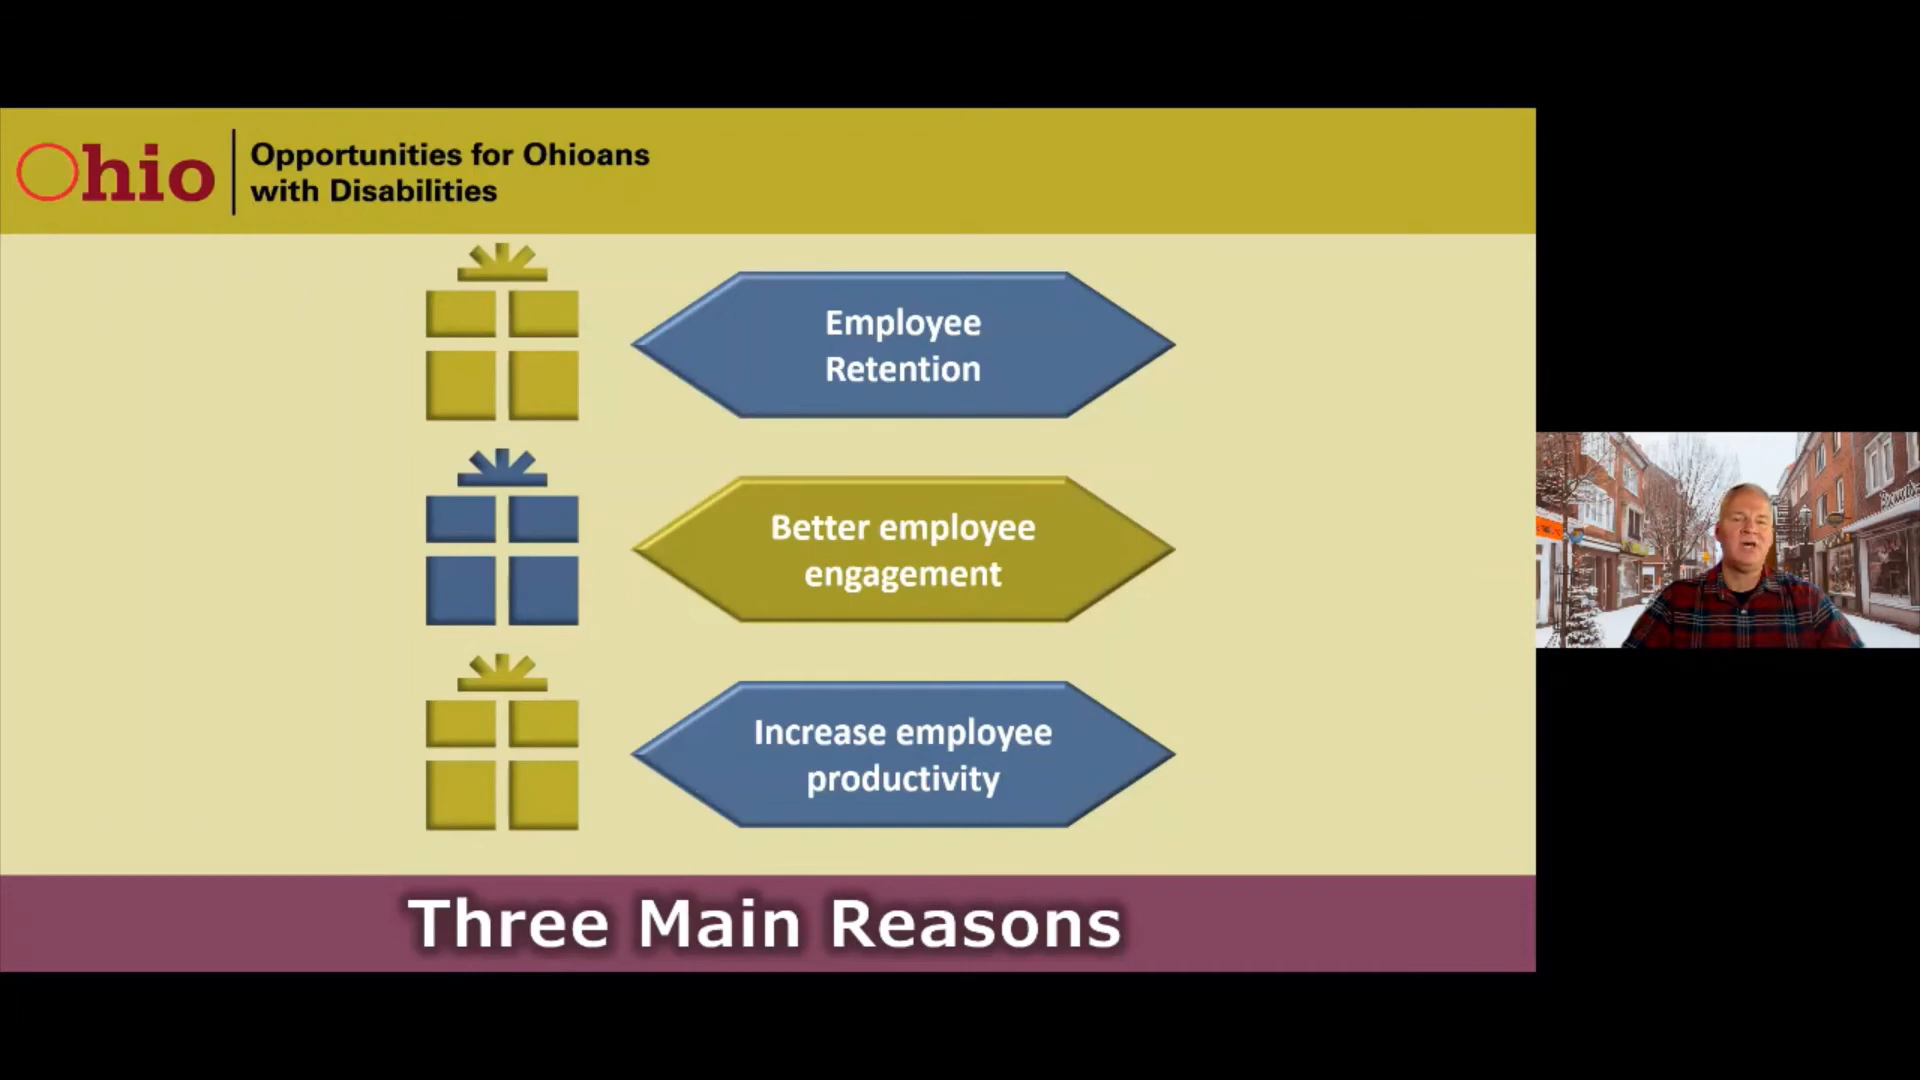 Ohio
Opportunities for Ohioans
with Disabilities
Employee
Retention
Better employee
engagement
Increase employee
productivity
Three Main Reasons